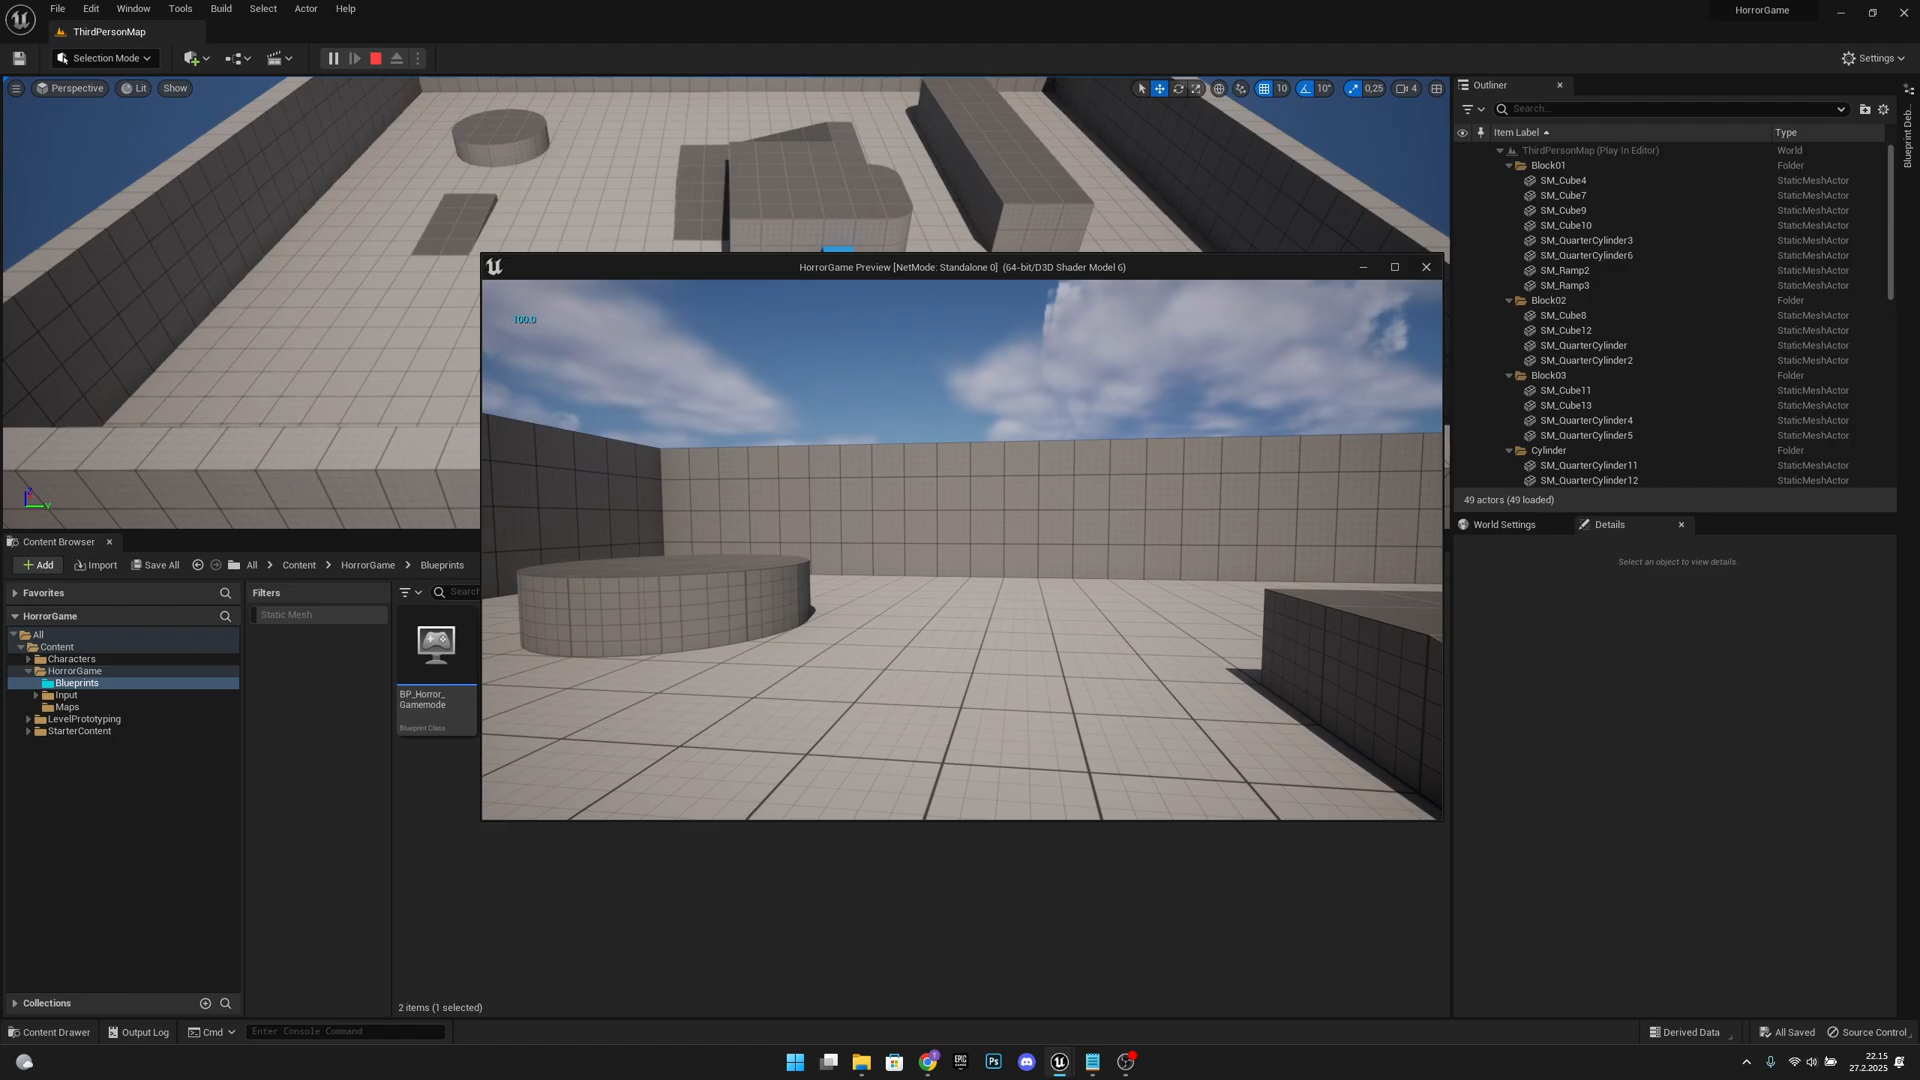 File Edit Window Tools Build Select Actor Help
HorrorGame
ThirdPersonMap
Selection Mode
Settings
Perspective Lit Show
10 10° 0,25 4
Outliner
Search...
Item Label Type
ThirdPersonMap (Play In Editor) World
Block01 Folder
SM_Cube4 StaticMeshActor
SM_Cube7 StaticMeshActor
SM_Cube9 StaticMeshActor
SM_Cube10 StaticMeshActor
SM_QuarterCylinder3 StaticMeshActor
SM_QuarterCylinder6 StaticMeshActor
SM_Ramp2 StaticMeshActor
SM_Ramp3 StaticMeshActor
Block02 Folder
SM_Cube8 StaticMeshActor
SM_Cube12 StaticMeshActor
SM_QuarterCylinder StaticMeshActor
SM_QuarterCylinder2 StaticMeshActor
Block03 Folder
SM_Cube11 StaticMeshActor
SM_Cube13 StaticMeshActor
SM_QuarterCylinder4 StaticMeshActor
SM_QuarterCylinder5 StaticMeshActor
Cylinder Folder
SM_QuarterCylinder11 StaticMeshActor
SM_QuarterCylinder12 StaticMeshActor
49 actors (49 loaded)
Blueprint Deb...
World Settings Details
Select an object to view details.
HorrorGame Preview [NetMode: Standalone 0] (64-bit/D3D Shader Model 6)
100.0
Z
Y
Content Browser
Add Import Save All All Content HorrorGame Blueprints
Favorites
HorrorGame
All
Content
Characters
HorrorGame
Blueprints
Input
Maps
LevelPrototyping
StarterContent
Collections
Filters
Static Mesh
Search
BP_Horror_
Gamemode
Blueprint Class
2 items (1 selected)
Content Drawer Output Log Cmd Enter Console Command
Derived Data All Saved Source Control
EPIC
GAMES
Ps
22.15
27.2.2025